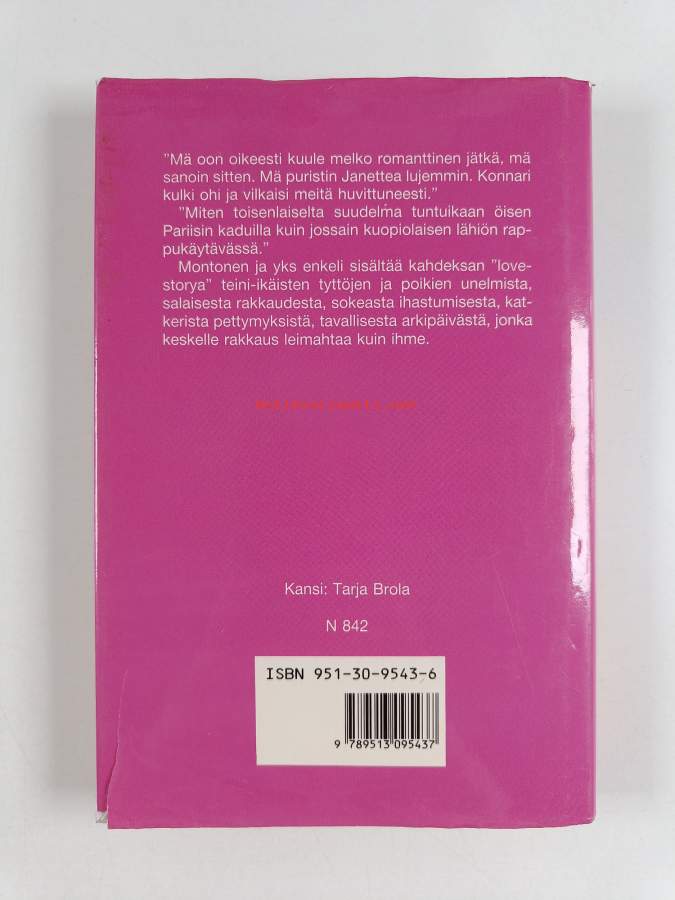 ”Mä oon oikeesti kuule melko romanttinen jätkä, mä
sanoin sitten. Mä puristin Janettea lujemmin. Konnari
kulki ohi ja vilkaisi meitä huvittuneesti.”
”Miten toisenlaiselta suudelma tuntuikaan öisen
Pariisin kaduilla kuin jossain kuopiolaisen lähiön rap-
pukäytävässä.”
Montonen ja yks enkeli sisältää kahdeksan ”love-
storya” teini-ikäisten tyttöjen ja poikien unelmista,
salaisesta rakkaudesta, sokeasta ihastumisesta, kat-
kerista pettymyksistä, tavallisesta arkipäivästä, jonka
keskelle rakkaus leimahtaa kuin ihme.
Kansi: Tarja Brola
N 842
ISBN 951-30-9543-6
9 789513 095437